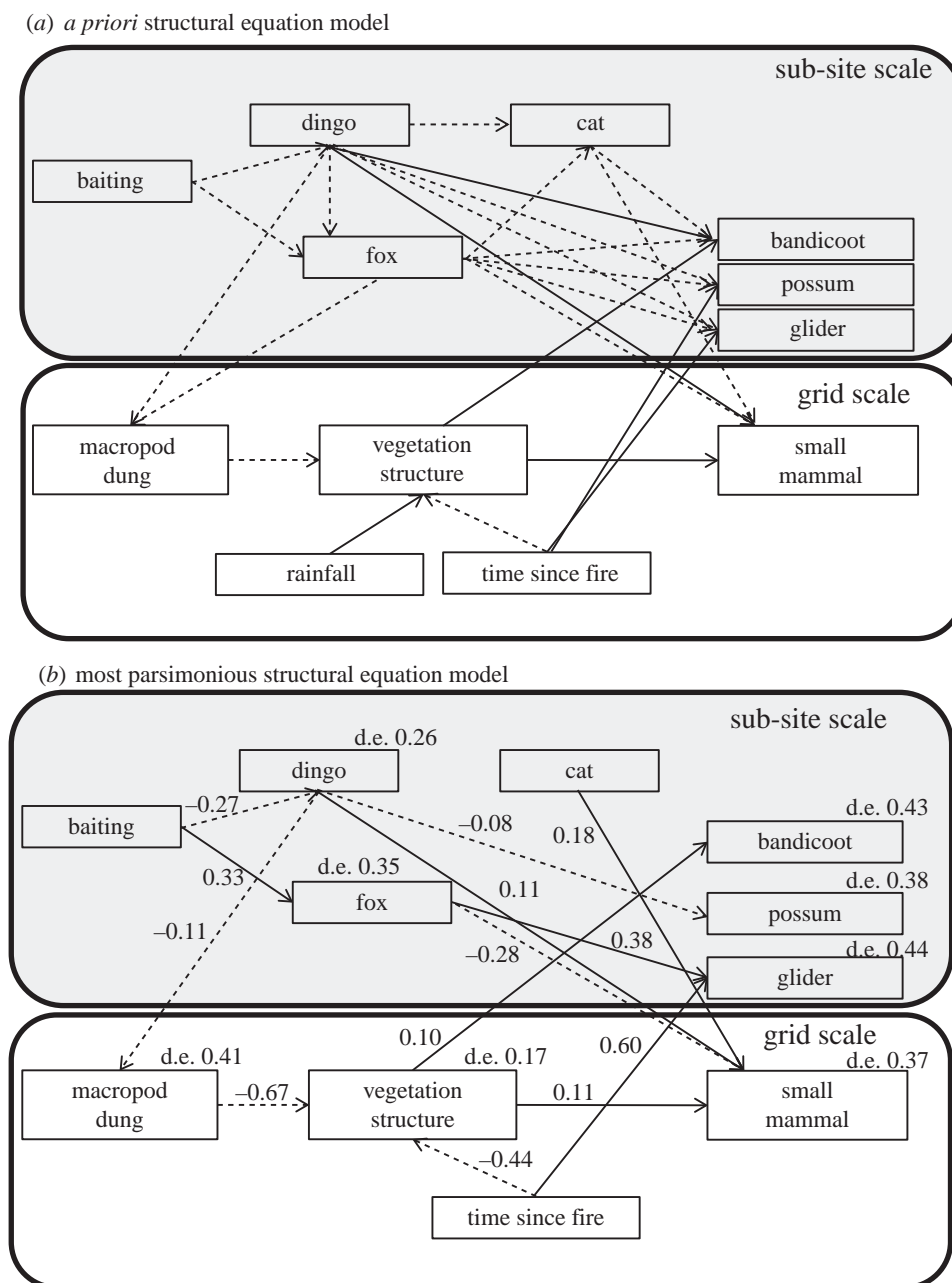 (a) a priori structural equation model
sub-site scale
dingo
cat
baiting
bandicoot
fox
possum
glider
grid scale
macropod
dung
vegetation
structure
small
mammal
rainfall
time since fire
(b) most parsimonious structural equation model
sub-site scale
d.e. 0.26
dingo
cat
–0.27
baiting
–0.08
0.18
d.e. 0.43
bandicoot
0.33
d.e. 0.35
fox
0.11
d.e. 0.38
possum
–0.11
–0.28
0.38
d.e. 0.44
glider
grid scale
0.10
0.60
d.e. 0.41
d.e. 0.17
d.e. 0.37
macropod
dung
–0.67
vegetation
structure
0.11
small
mammal
–0.44
time since fire